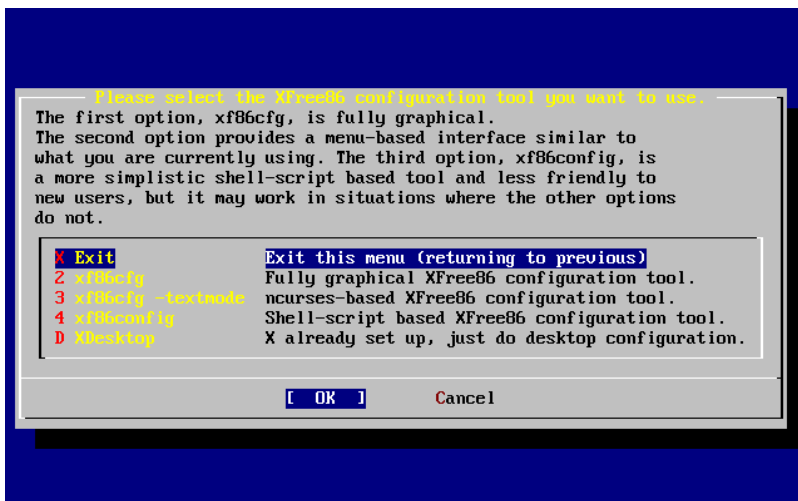 Please select the XFree86 configuration tool you want to use.
The first option, xf86cfg, is fully graphical.
The second option provides a menu-based interface similar to
what you are currently using. The third option, xf86config, is
a more simplistic shell-script based tool and less friendly to
new users, but it may work in situations where the other options
do not.
X Exit Exit this menu (returning to previous)
2 xf86cfg Fully graphical XFree86 configuration tool.
3 xf86cfg -textmode ncurses-based XFree86 configuration tool.
4 xf86config Shell-script based XFree86 configuration tool.
D XDesktop X already set up, just do desktop configuration.
[ OK ] Cancel